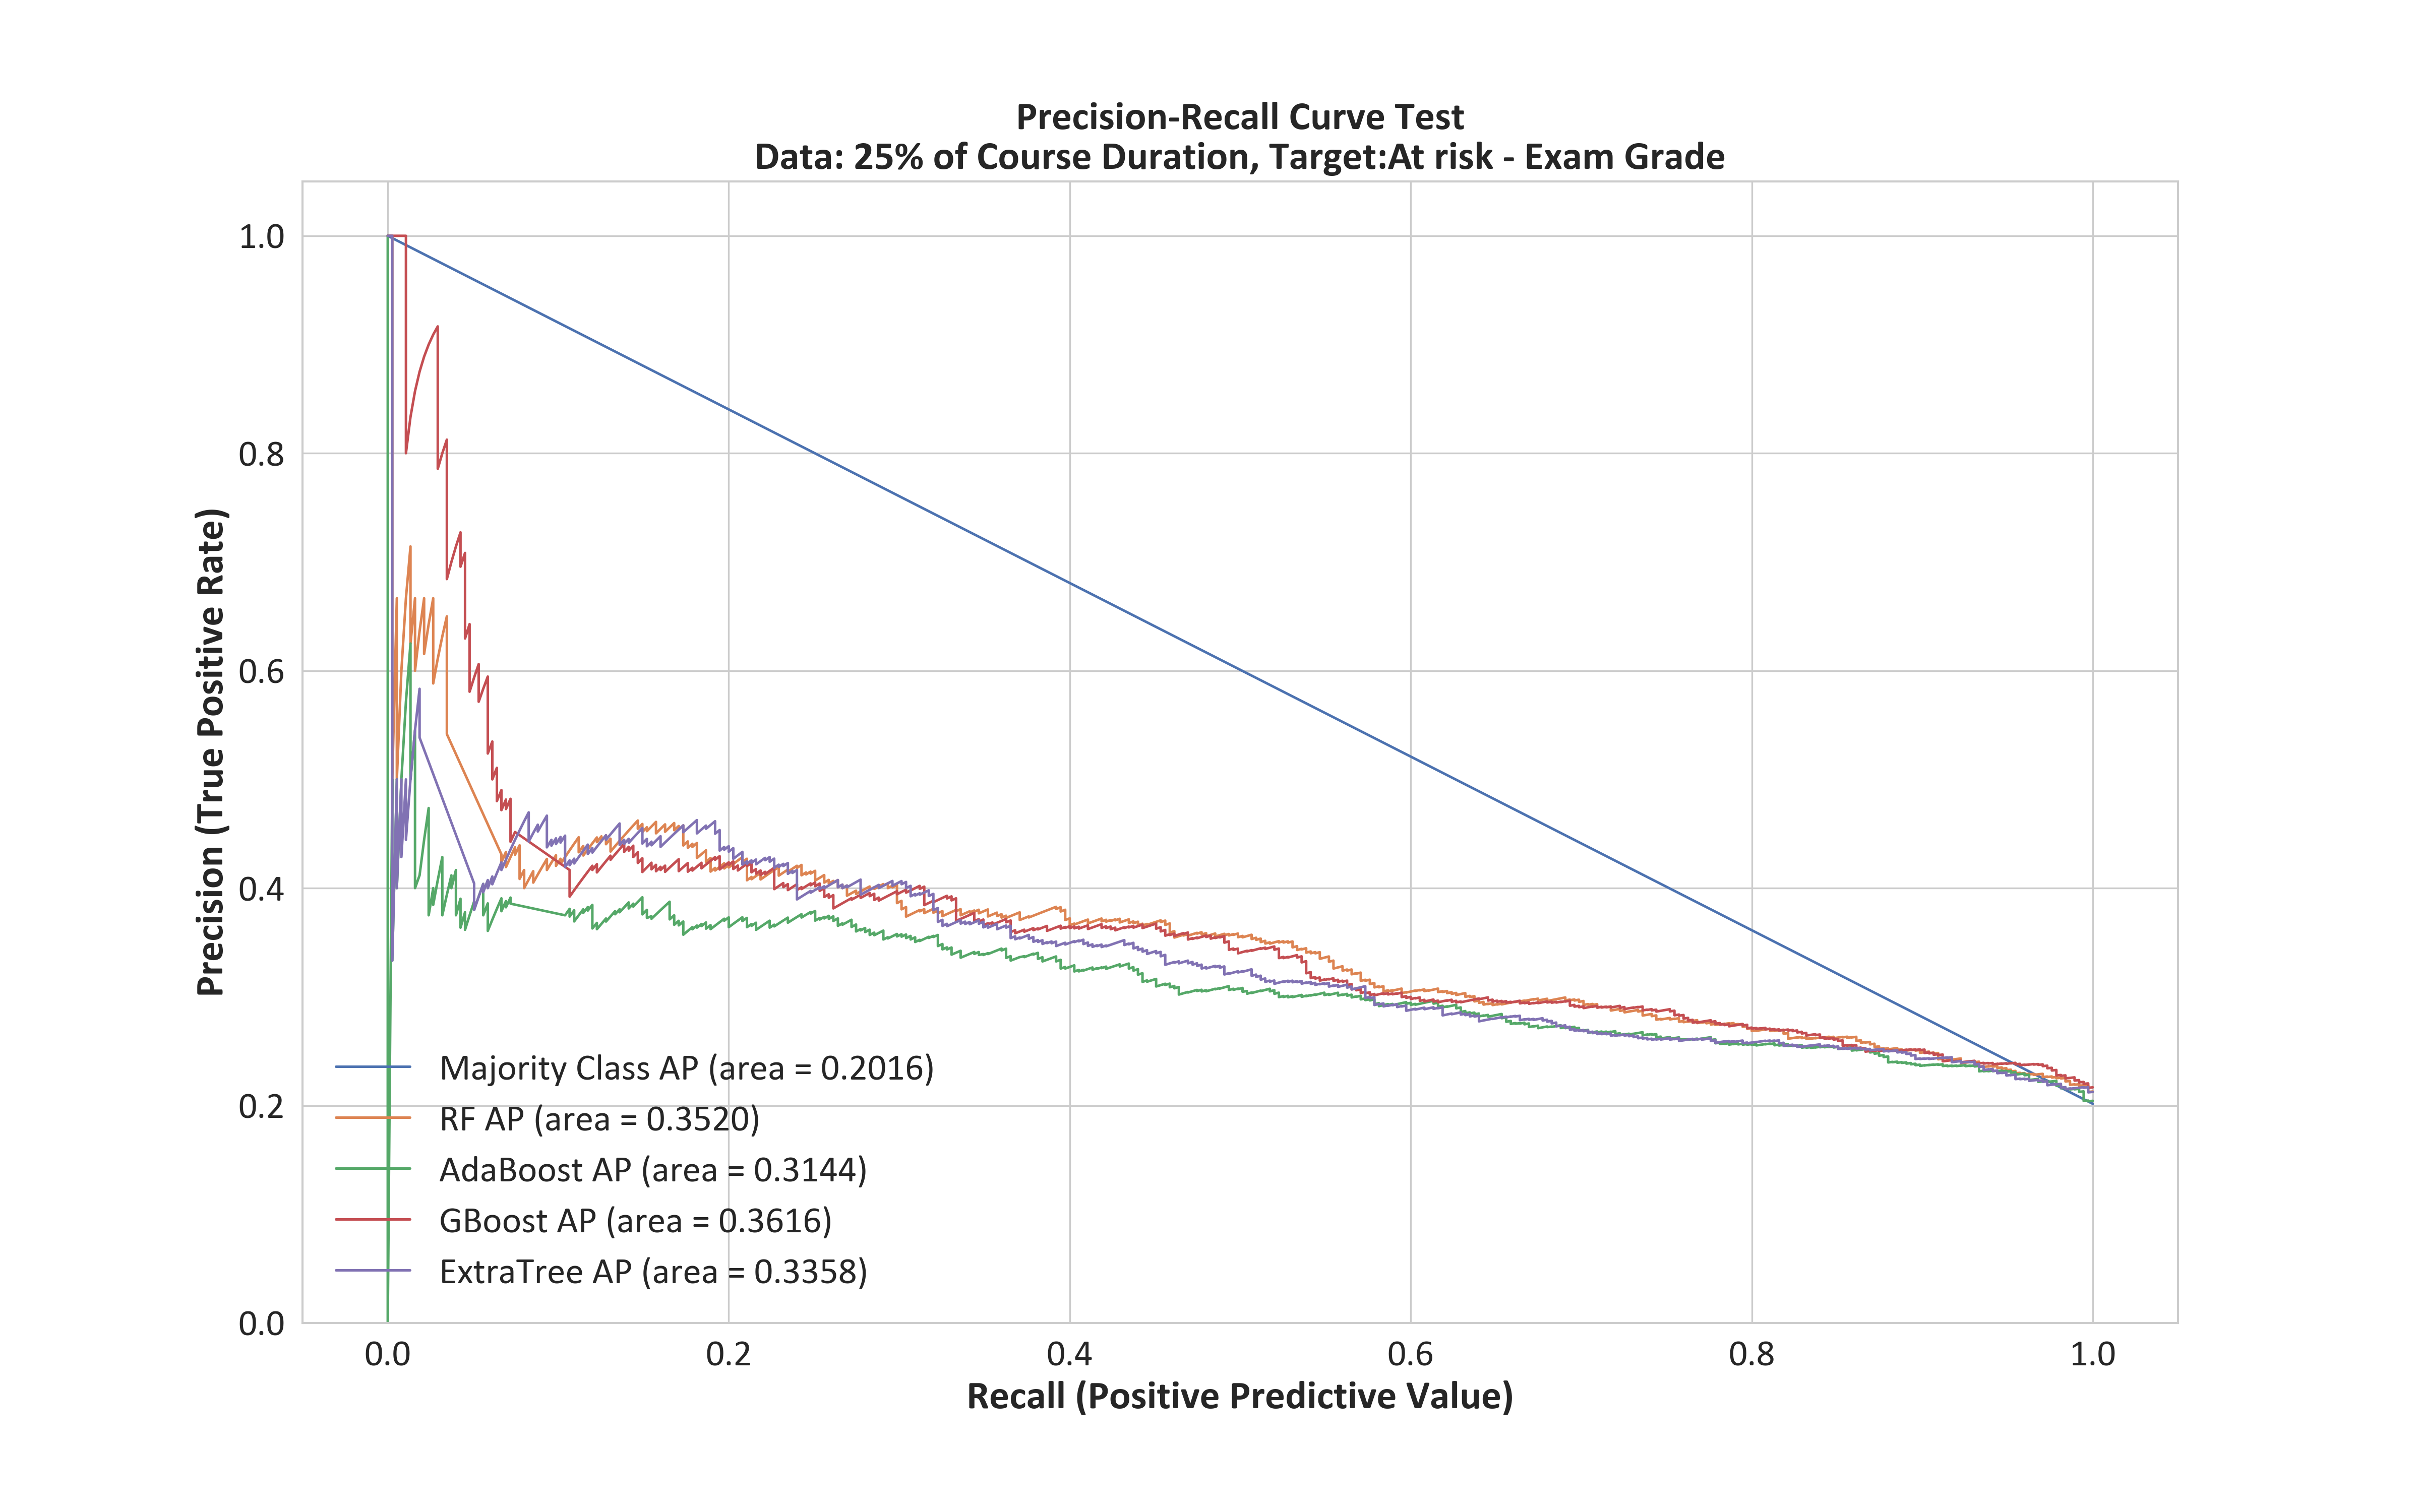 Precision-Recall Curve Test
Data: 25% of Course Duration, Target:At risk - Exam Grade
1.0
0.8
0.6
0.4
0.2
0.0
Precision (True Positive Rate)
Majority Class AP (area = 0.2016)
RF AP (area = 0.3520)
AdaBoost AP (area = 0.3144)
GBoost AP (area = 0.3616)
ExtraTree AP (area = 0.3358)
0.0 0.2 0.4 0.6 0.8 1.0
Recall (Positive Predictive Value)